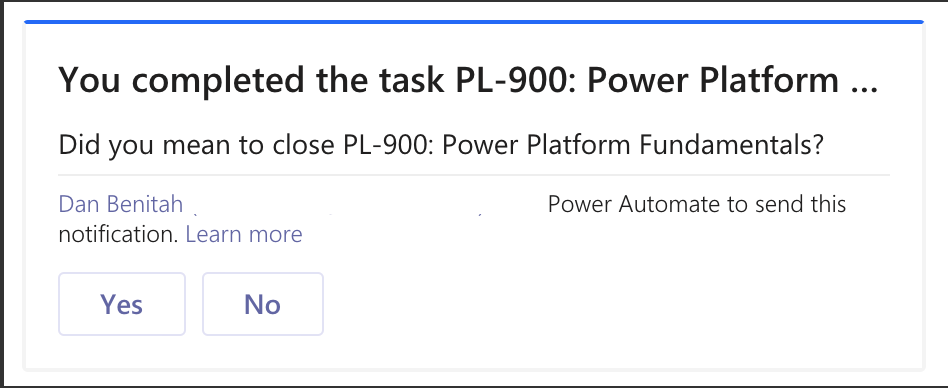 You completed the task PL-900: Power Platform ...
Did you mean to close PL-900: Power Platform Fundamentals?
Dan Benitah Power Automate to send this
notification. Learn more
Yes No